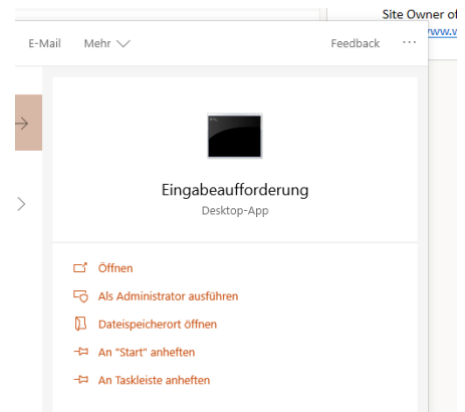 Site Owner of
www.w
E-Mail Mehr Feedback ...
Eingabeaufforderung
Desktop-App
Öffnen
Als Administrator ausführen
Dateispeicherort öffnen
An "Start" anheften
An Taskleiste anheften